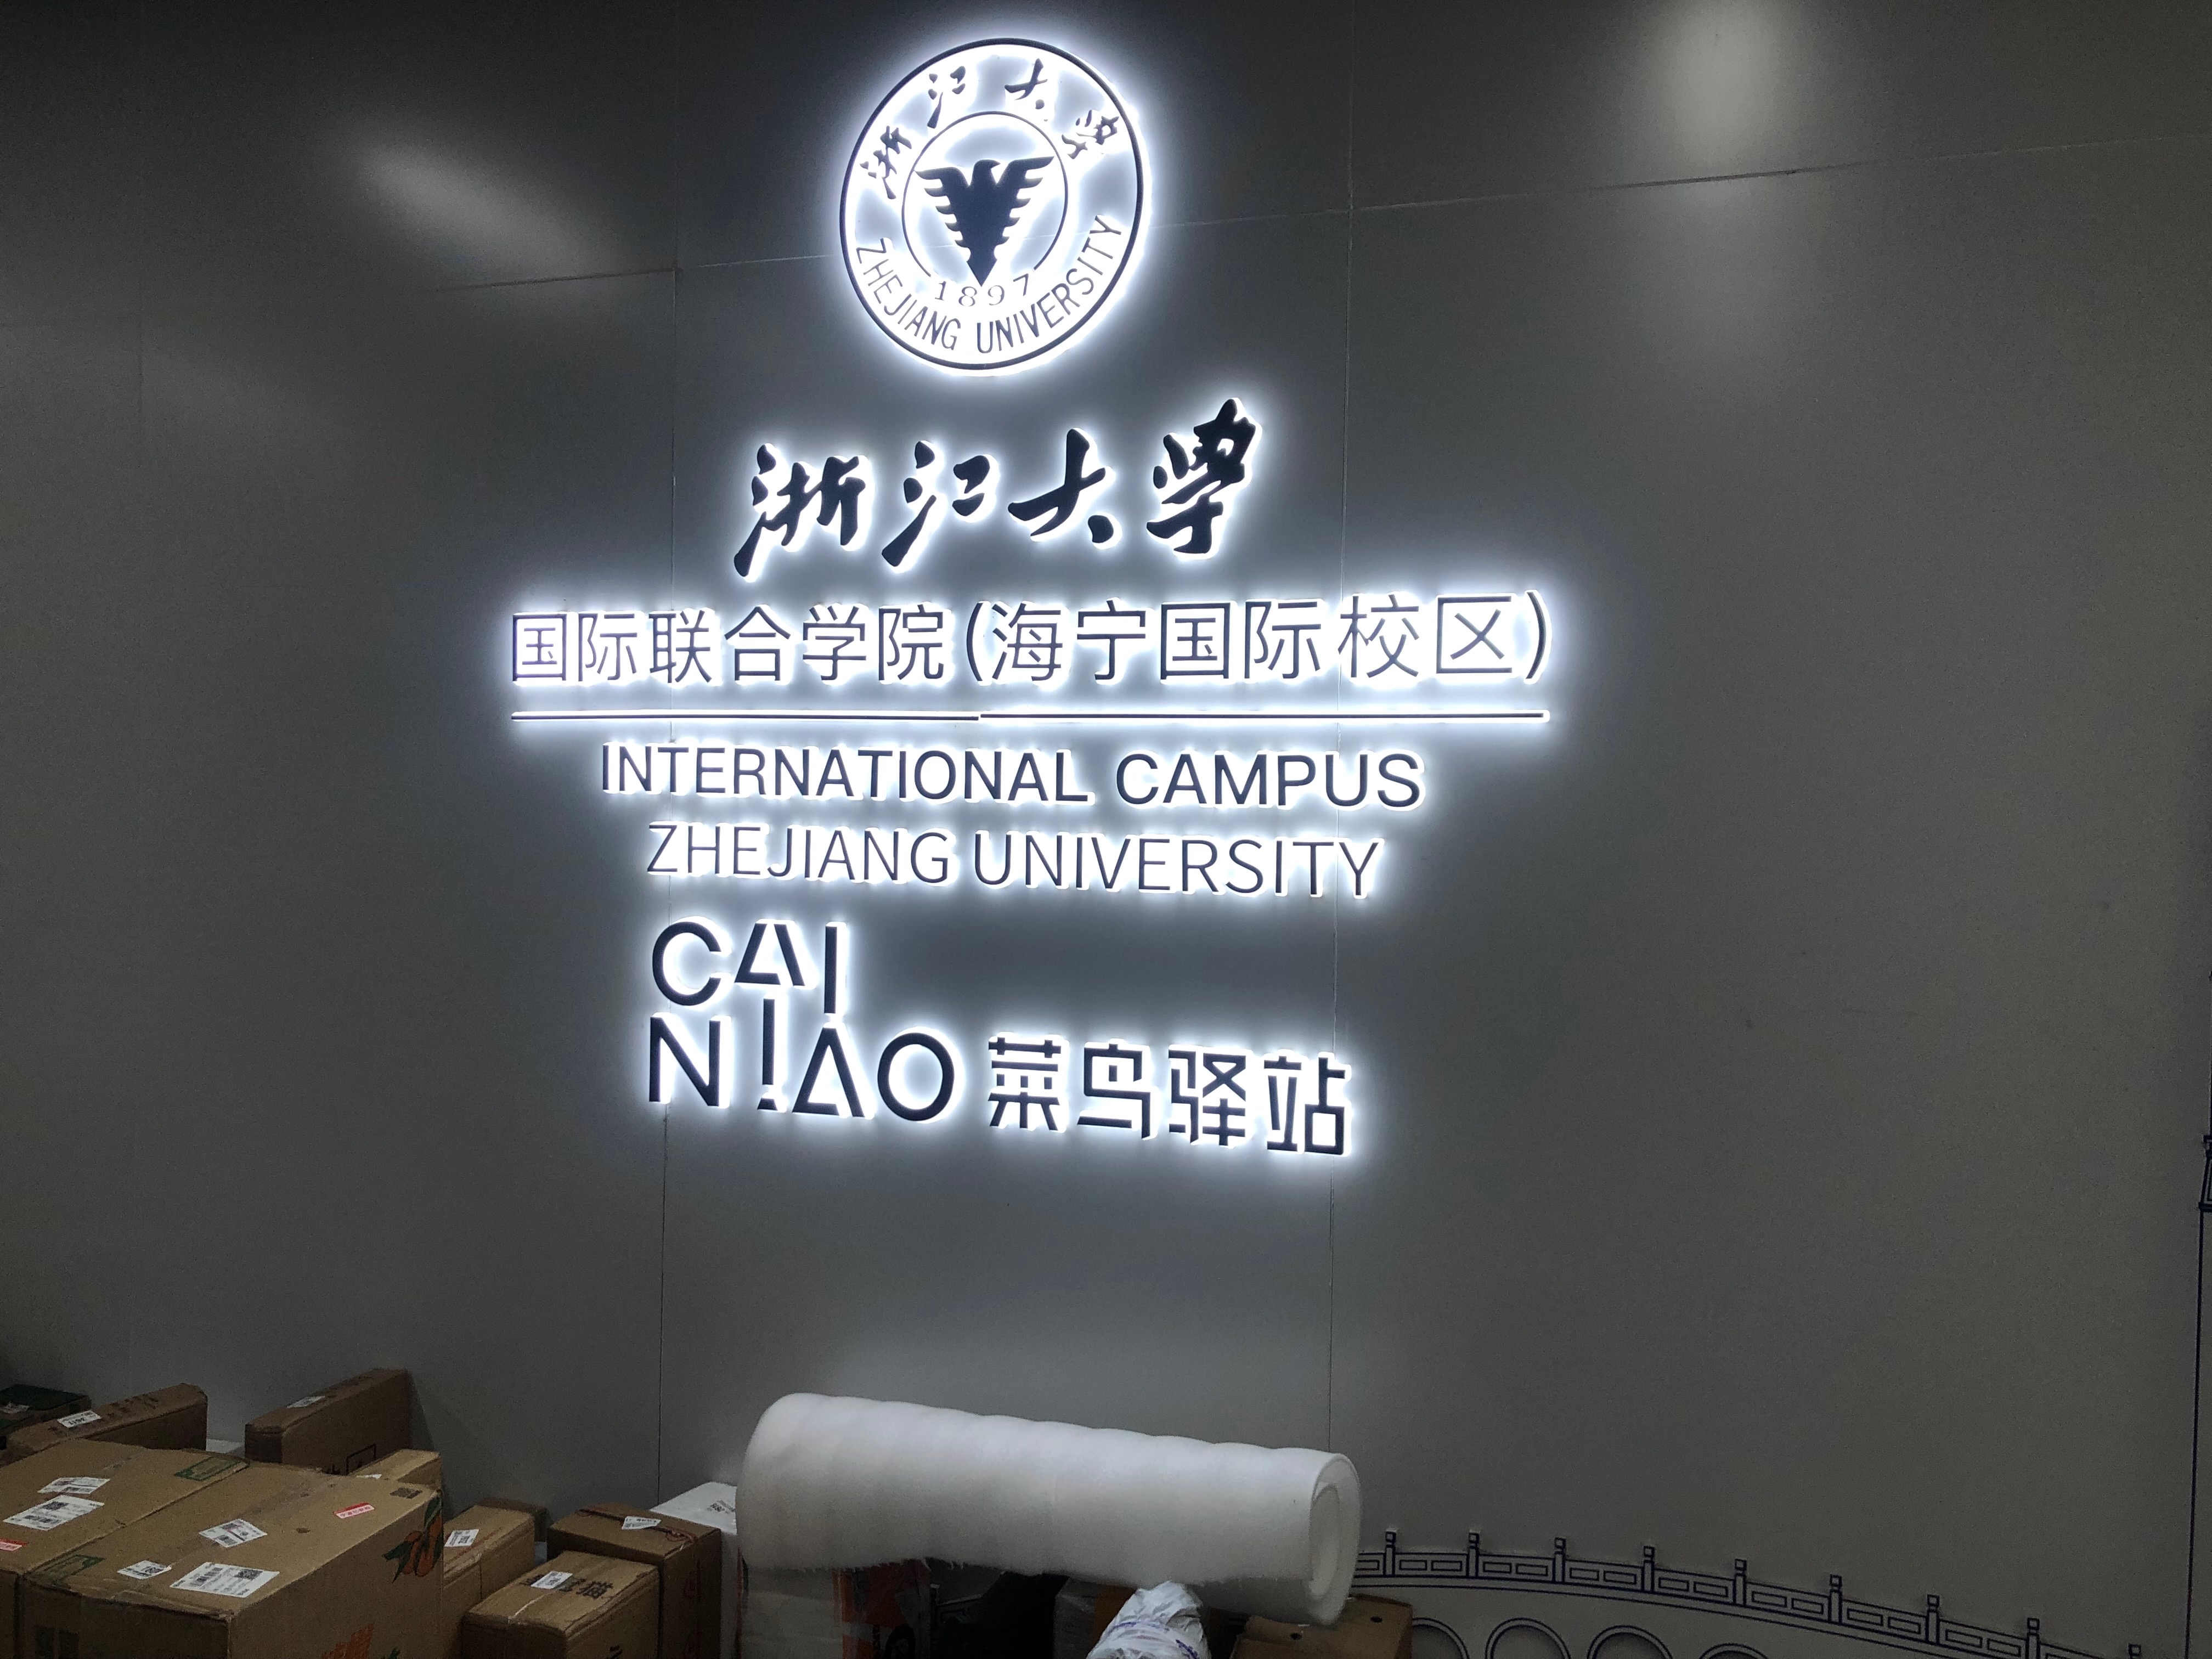 浙江大學
1897
ZHEJIANG UNIVERSITY
浙江大學
国际联合学院(海宁国际校区)
INTERNATIONAL CAMPUS
ZHEJIANG UNIVERSITY
CAI
NIAO 菜鸟驿站